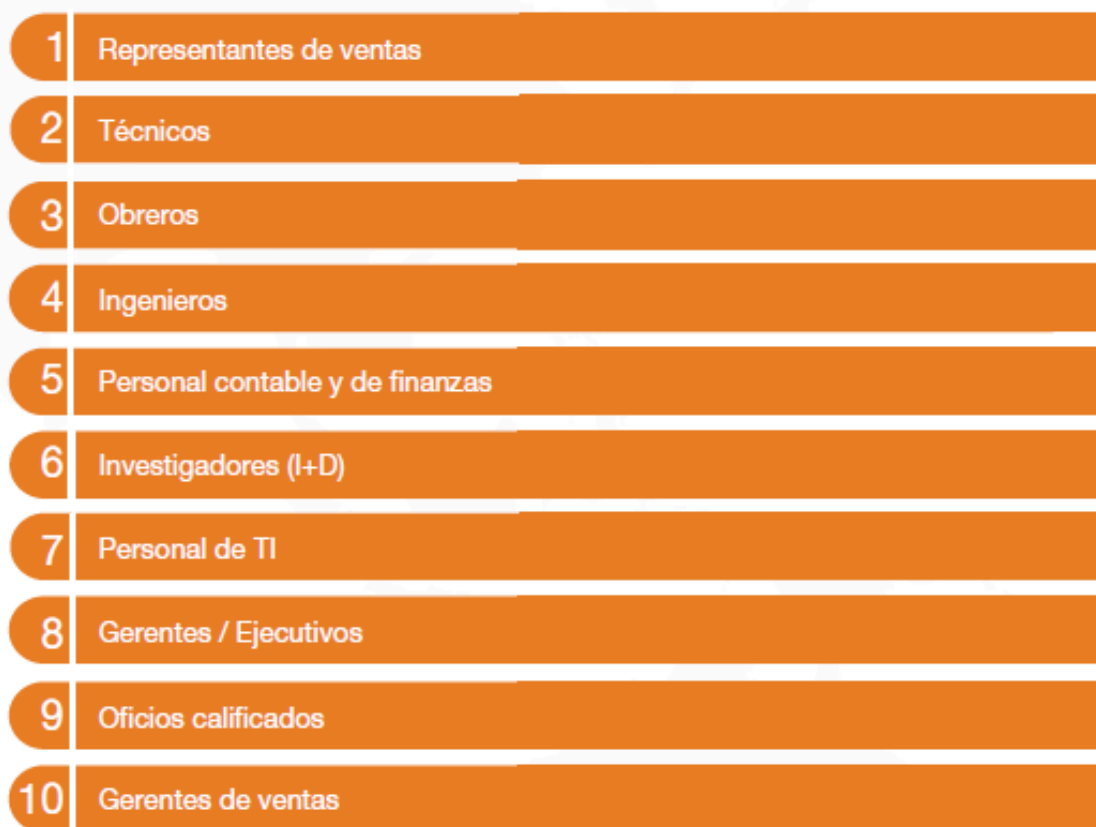 1 Representantes de ventas
2 Técnicos
3 Obreros
4 Ingenieros
5 Personal contable y de finanzas
6 Investigadores (I+D)
7 Personal de TI
8 Gerentes / Ejecutivos
9 Oficios calificados
10 Gerentes de ventas